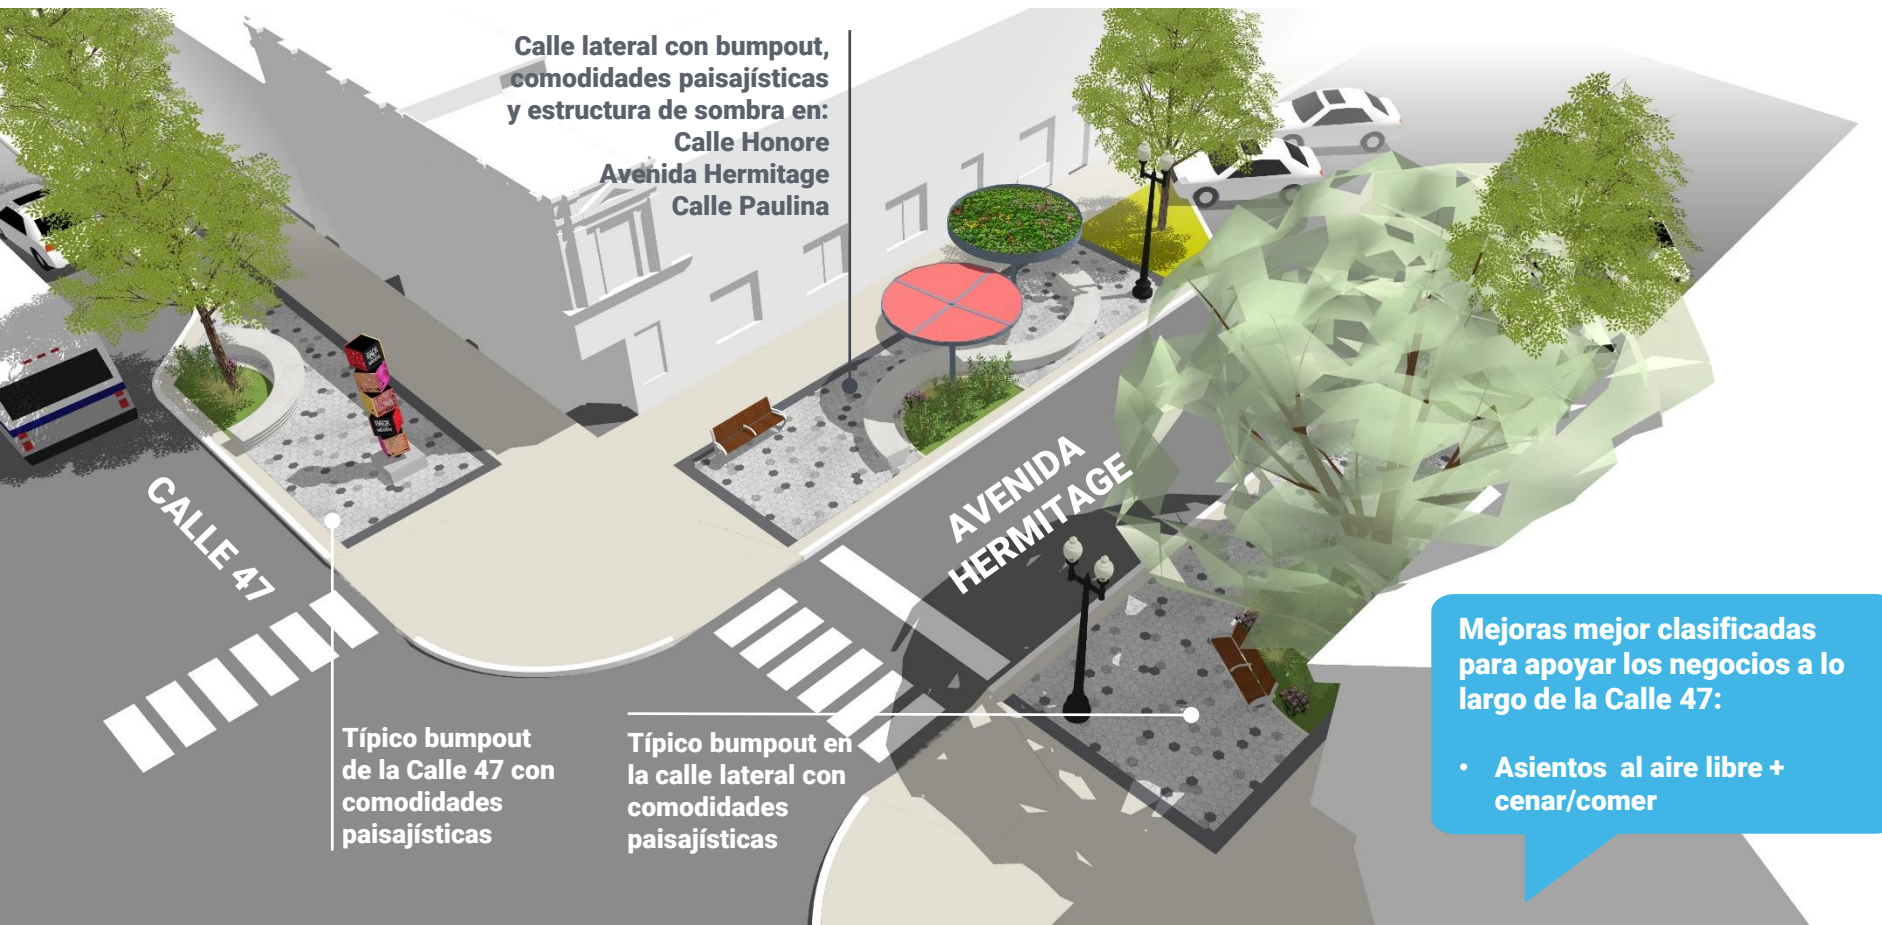 Calle lateral con bumpout,
comodidades paisajísticas
y estructura de sombra en:
Calle Honore
Avenida Hermitage
Calle Paulina
CALLE 47
AVENIDA
HERMITAGE
Típico bumpout
de la Calle 47 con
comodidades
paisajísticas
Típico bumpout en
la calle lateral con
comodidades
paisajísticas
Mejoras mejor clasificadas
para apoyar los negocios a lo
largo de la Calle 47:
• Asientos al aire libre +
cenar/comer